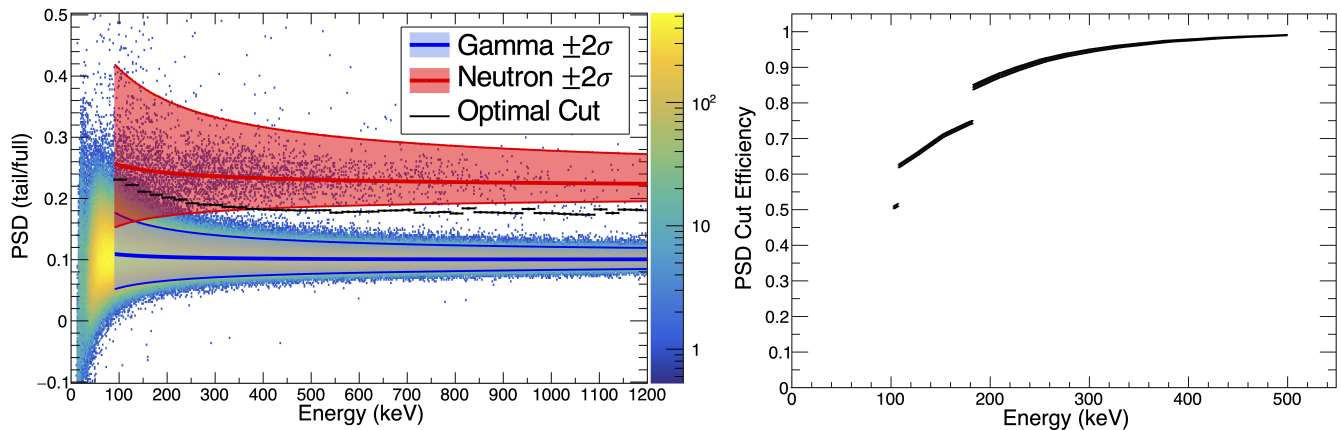 0.5
0.4
0.3
0.2
0.1
0
−0.1
PSD (tail/full)
0 100 200 300 400 500 600 700 800 900 1000 1100 1200
Energy (keV)
Gamma ±2σ
Neutron ±2σ
Optimal Cut
10²
10
1
1
0.9
0.8
0.7
0.6
0.5
0.4
0.3
0.2
0.1
0
PSD Cut Efficiency
0 100 200 300 400 500
Energy (keV)